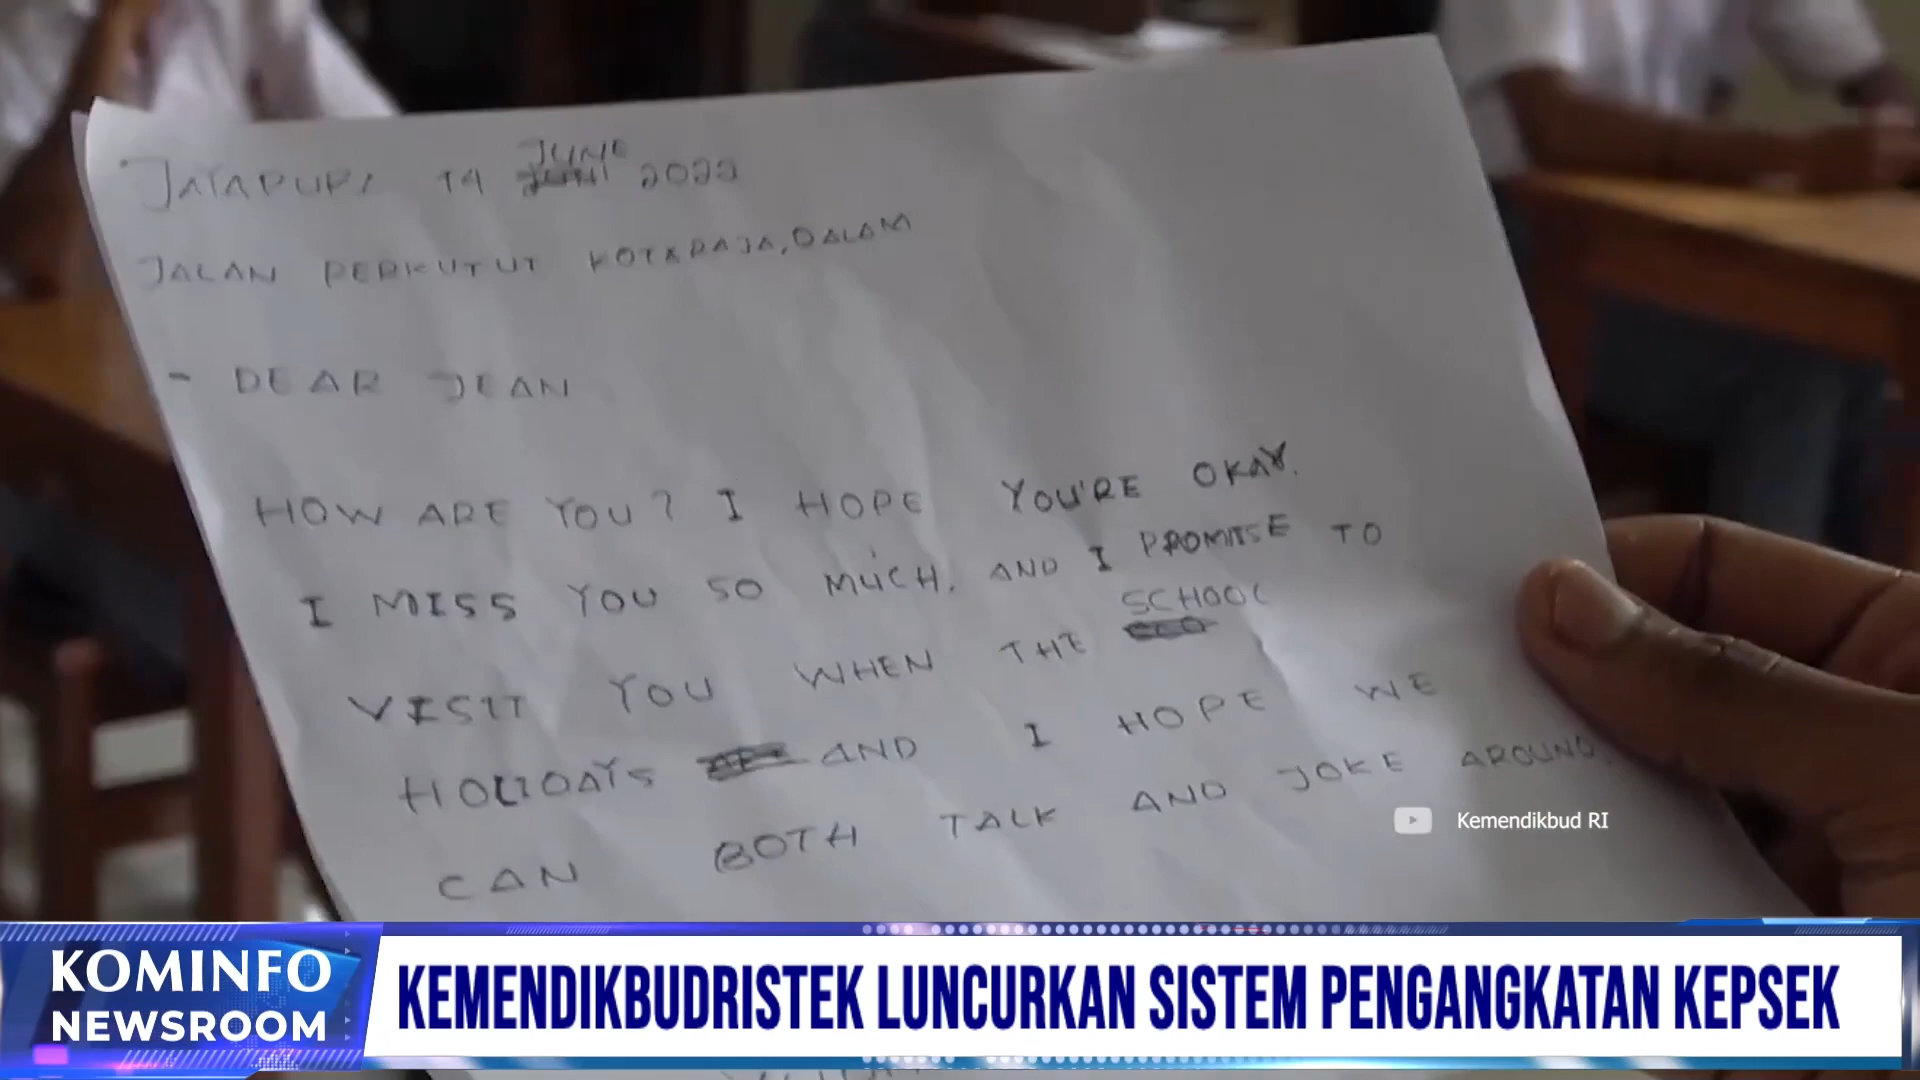 JAYAPURA 14 JUNE 2022
JALAN PERKUTUT KOTARAJA, DALAM
- DEAR JEAN
HOW ARE YOU? I HOPE YOU'RE OKAY.
I MISS YOU SO MUCH. AND I PROMISE TO
VISIT YOU WHEN THE SCHOOL
HOLIDAYS AND I HOPE WE
CAN BOTH TALK AND JOKE AROUND.
Kemendikbud RI
KOMINFO
NEWSROOM
KEMENDIKBUDRISTEK LUNCURKAN SISTEM PENGANGKATAN KEPSEK